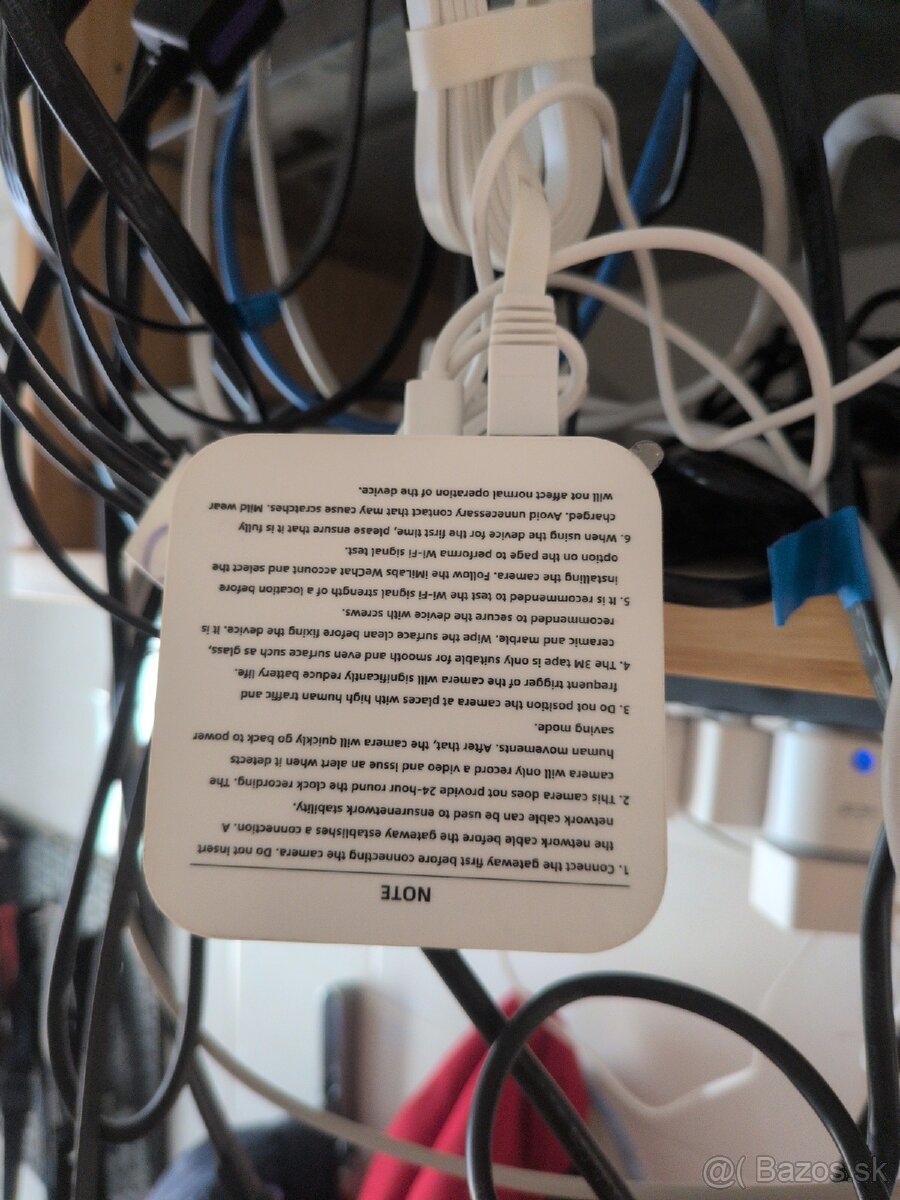 NOTE
1. Connect the gateway first before connecting the camera. Do not insert
the network cable before the gateway establishes a connection. A
network cable can be used to ensurenetwork stability.
2. This camera does not provide 24-hour round the clock recording. The
camera will only record a video and issue an alert when it detects
human movements. After that, the camera will quickly go back to power
saving mode.
3. Do not position the camera at places with high human traffic and
frequent trigger of the camera will significantly reduce battery life.
4. The 3M tape is only suitable for smooth and even surface such as glass,
ceramic and marble. Wipe the surface clean before fixing the device. It is
recommended to secure the device with screws.
5. It is recommended to test the Wi-Fi signal strength of a location before
installing the camera. Follow the iMiLabs WeChat account and select the
option on the page to performa Wi-Fi signal test.
6. When using the device for the first time, please ensure that it is fully
charged. Avoid unnecessary contact that may cause scratches. Mild wear
will not affect normal operation of the device.
@( Bazos.sk